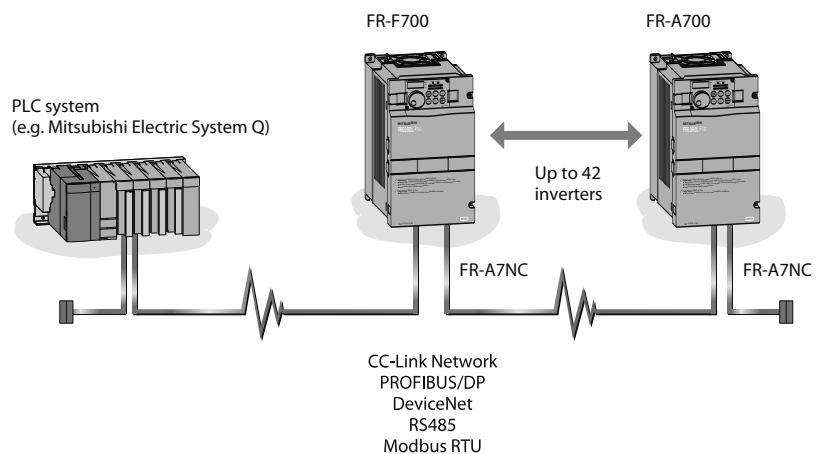 FR-F700
FR-A700
PLC system
(e.g. Mitsubishi Electric System Q)
Up to 42
inverters
FR-A7NC
FR-A7NC
CC-Link Network
PROFIBUS/DP
DeviceNet
RS485
Modbus RTU